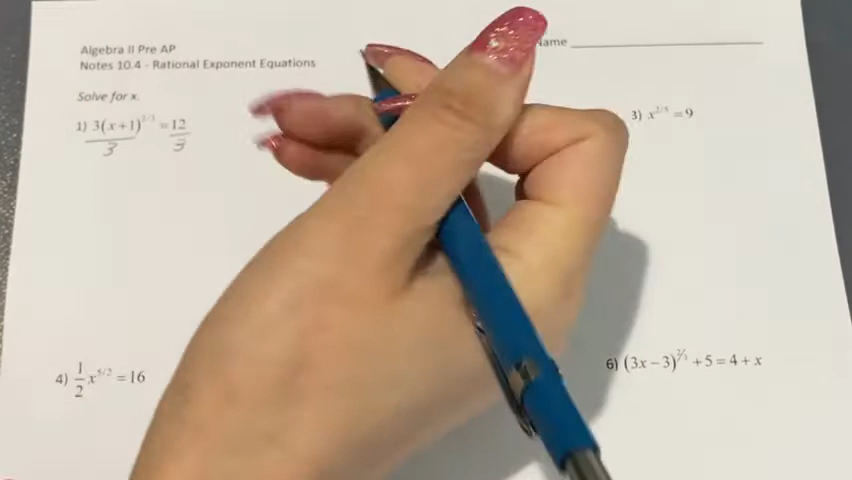 Algebra II Pre AP
Name
Notes 10.4 - Rational Exponent Equations
Solve for x.
1) 3(x+1)^{2/3} = 12
3 3
3) x^{2/5} = 9
4) \frac{1}{2}x^{5/2} = 16
6) (3x-3)^{2/3} + 5 = 4 + x